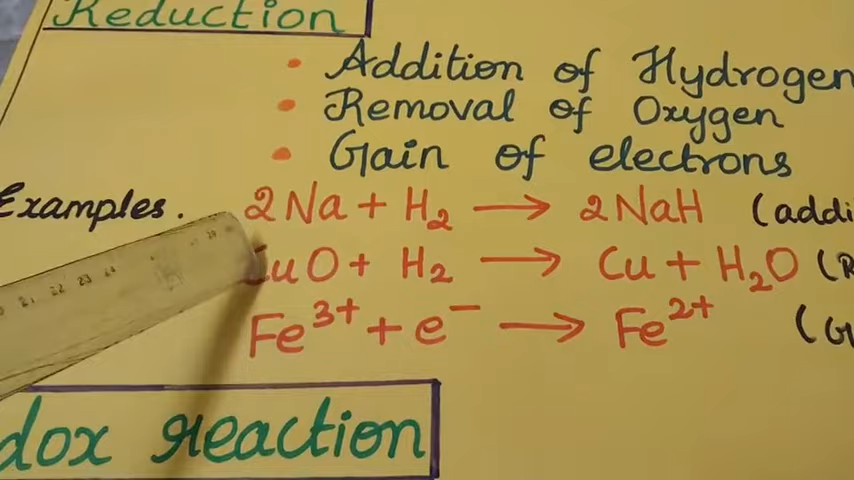 Reduction
• Addition of Hydrogen
• Removal of Oxygen
• Gain of electrons
Examples. 2Na + H₂ → 2NaH
CuO + H₂ → Cu + H₂O
Fe³⁺ + e⁻ → Fe²⁺
reaction